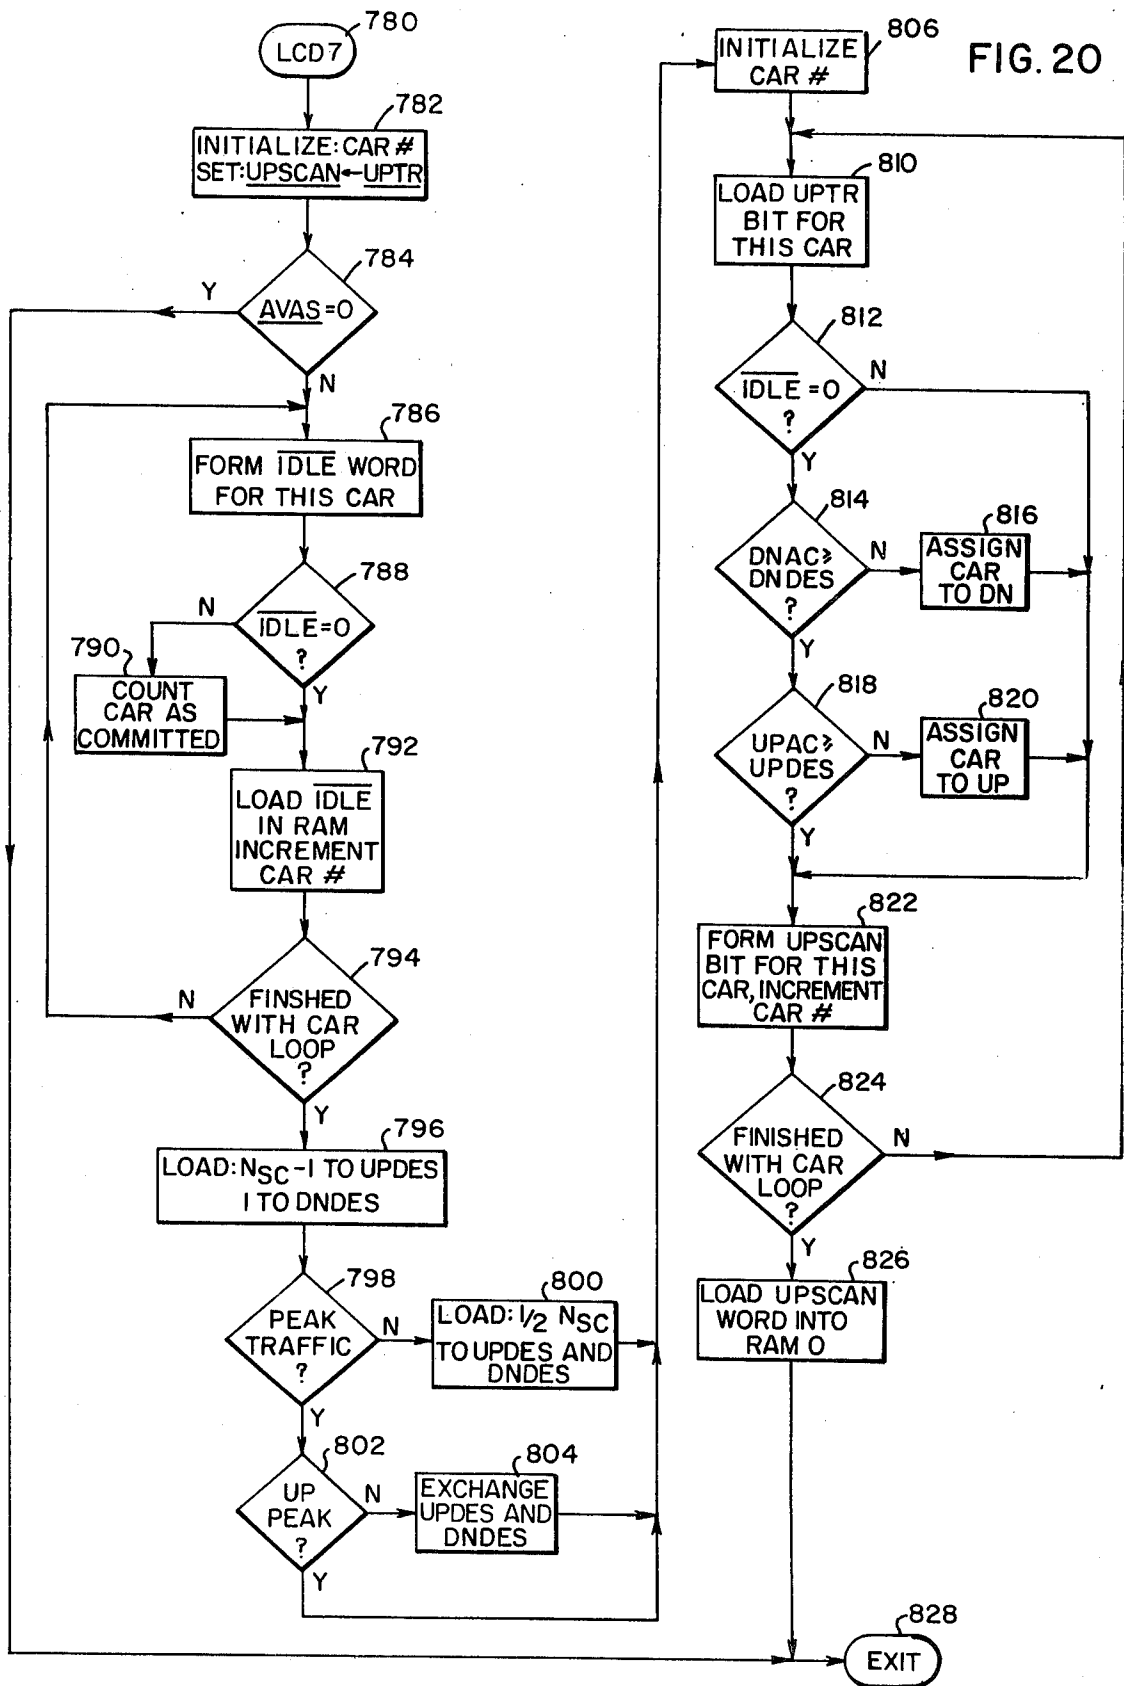 FIG. 20
780
LCD7
782
INITIALIZE: CAR #
SET: UPSCAN←UPTR
784
AVAS=0
Y
N
786
FORM IDLE WORD
FOR THIS CAR
788
IDLE=0
?
N
Y
790
COUNT
CAR AS
COMMITTED
792
LOAD IDLE
IN RAM
INCREMENT
CAR #
794
FINSHED
WITH CAR
LOOP
?
N
Y
796
LOAD: NSC-1 TO UPDES
1 TO DNDES
798
PEAK
TRAFFIC
?
N
Y
800
LOAD: 1/2 NSC
TO UPDES AND
DNDES
802
UP
PEAK
?
N
Y
804
EXCHANGE
UPDES AND
DNDES
806
INITIALIZE
CAR #
810
LOAD UPTR
BIT FOR
THIS CAR
812
IDLE=0
?
N
Y
814
DNAC≥
DNDES
?
N
Y
816
ASSIGN
CAR
TO DN
818
UPAC≥
UPDES
?
N
Y
820
ASSIGN
CAR
TO UP
822
FORM UPSCAN
BIT FOR THIS
CAR, INCREMENT
CAR #
824
FINISHED
WITH CAR
LOOP
?
N
Y
826
LOAD UPSCAN
WORD INTO
RAM 0
828
EXIT